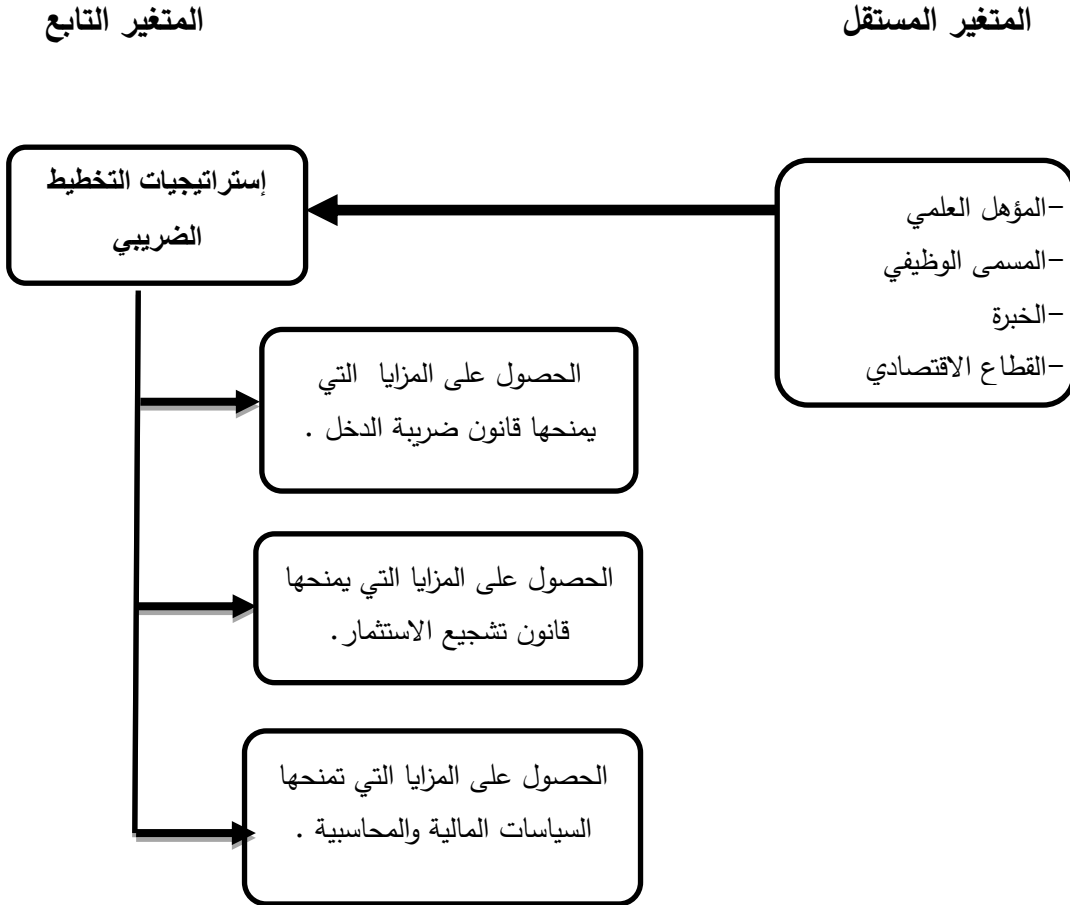 المتغير المستقل
المتغير التابع
-المؤهل العلمي
-المسمى الوظيفي
-الخبرة
-القطاع الاقتصادي
إستراتيجيات التخطيط
الضريبي
الحصول على المزايا التي
يمنحها قانون ضريبة الدخل .
الحصول على المزايا التي يمنحها
قانون تشجيع الاستثمار .
الحصول على المزايا التي تمنحها
السياسات المالية والمحاسبية .